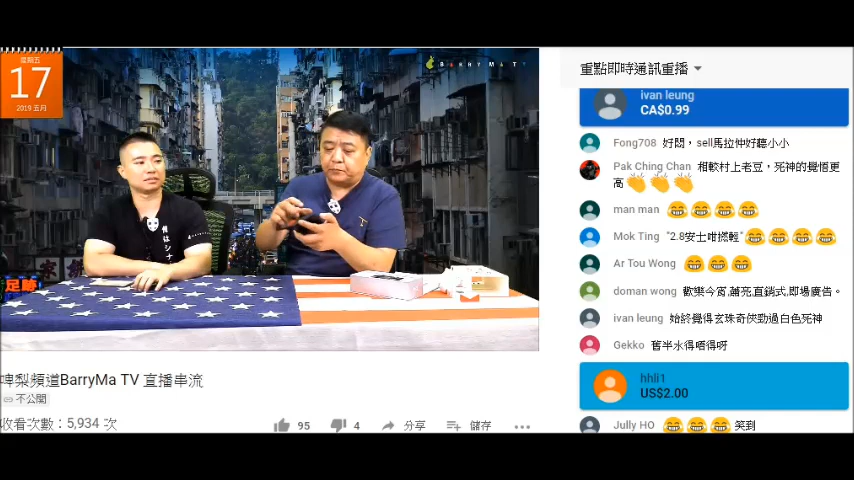 星期五
17
2019 五月
BARRY MA TV
足跡
啤梨頻道BarryMa TV 直播串流
不公開
收看次數：5,934 次
95
4
分享
儲存
重點即時通訊重播
ivan leung
CA$0.99
Fong708 好悶，sell馬拉仲好聽小小
Pak Ching Chan 相較村上老豆，死神的覺悟更
高👏👏👏
man man 😂😂😂😂
Mok Ting "2.8安士咁撚輕"😂😂😂😂
Ar Tou Wong 😂😂😂
doman wong 歡樂今宵,蕭亮,直銷式,即場廣告。
ivan leung 始終覺得玄珠奇俠勁過白色死神
Gekko 舊半水得唔得呀
hhli1
US$2.00
Jully HO 😂😂😂 笑到